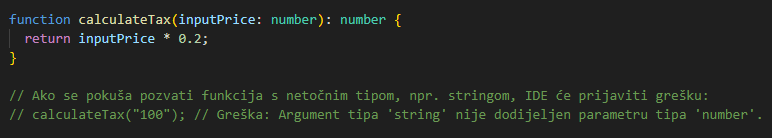 function calculateTax(inputPrice: number): number {
return inputPrice * 0.2;
}
// Ako se pokuša pozvati funkcija s netočnim tipom, npr. stringom, IDE će prijaviti grešku:
// calculateTax("100"); // Greška: Argument tipa 'string' nije dodijeljen parametru tipa 'number'.